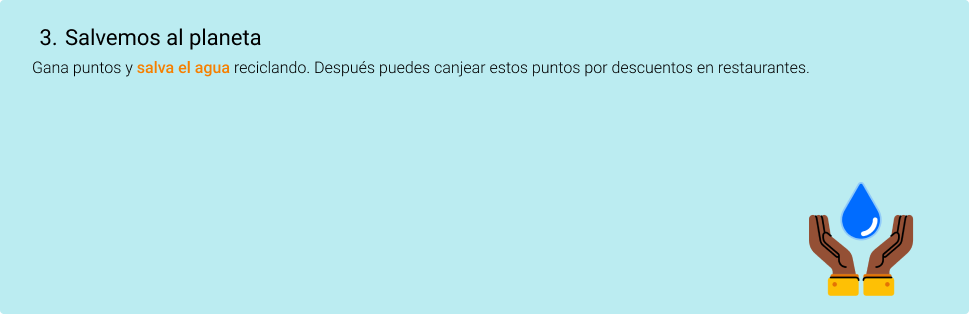 3. Salvemos al planeta
Gana puntos y salva el agua reciclando. Después puedes canjear estos puntos por descuentos en restaurantes.